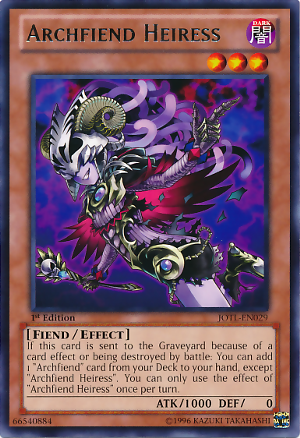 ARCHFIEND HEIRESS
DARK
闇
1st Edition
JOTL-EN029
[FIEND / EFFECT]
If this card is sent to the Graveyard because of a
card effect or being destroyed by battle: You can add
1 "Archfiend" card from your Deck to your hand, except
"Archfiend Heiress". You can only use the effect of
"Archfiend Heiress" once per turn.
ATK/1000 DEF/ 0
66540884
©1996 KAZUKI TAKAHASHI